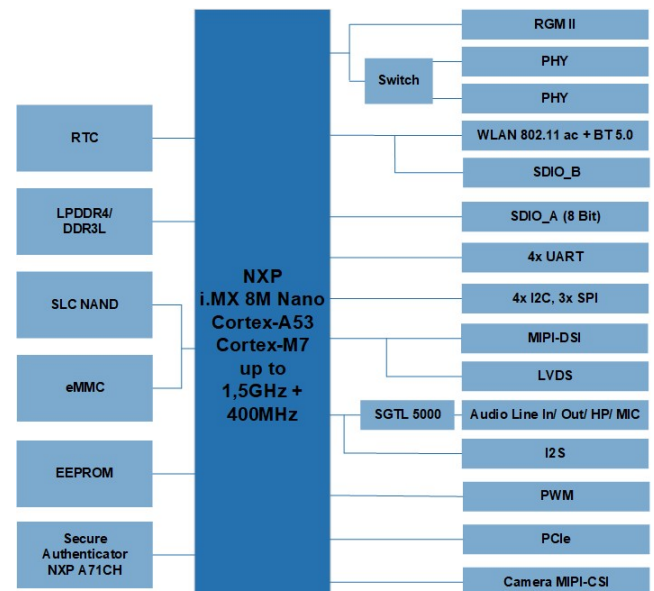 RTC
LPDDR4/
DDR3L
SLC NAND
eMMC
EEPROM
Secure
Authenticator
NXP A71CH
NXP
i.MX 8M Nano
Cortex-A53
Cortex-M7
up to
1,5GHz +
400MHz
RGM II
Switch
PHY
PHY
WLAN 802.11 ac + BT 5.0
SDIO_B
SDIO_A (8 Bit)
4x UART
4x I2C, 3x SPI
MIPI-DSI
LVDS
SGTL 5000
Audio Line In/ Out/ HP/ MIC
I2S
PWM
PCIe
Camera MIPI-CSI